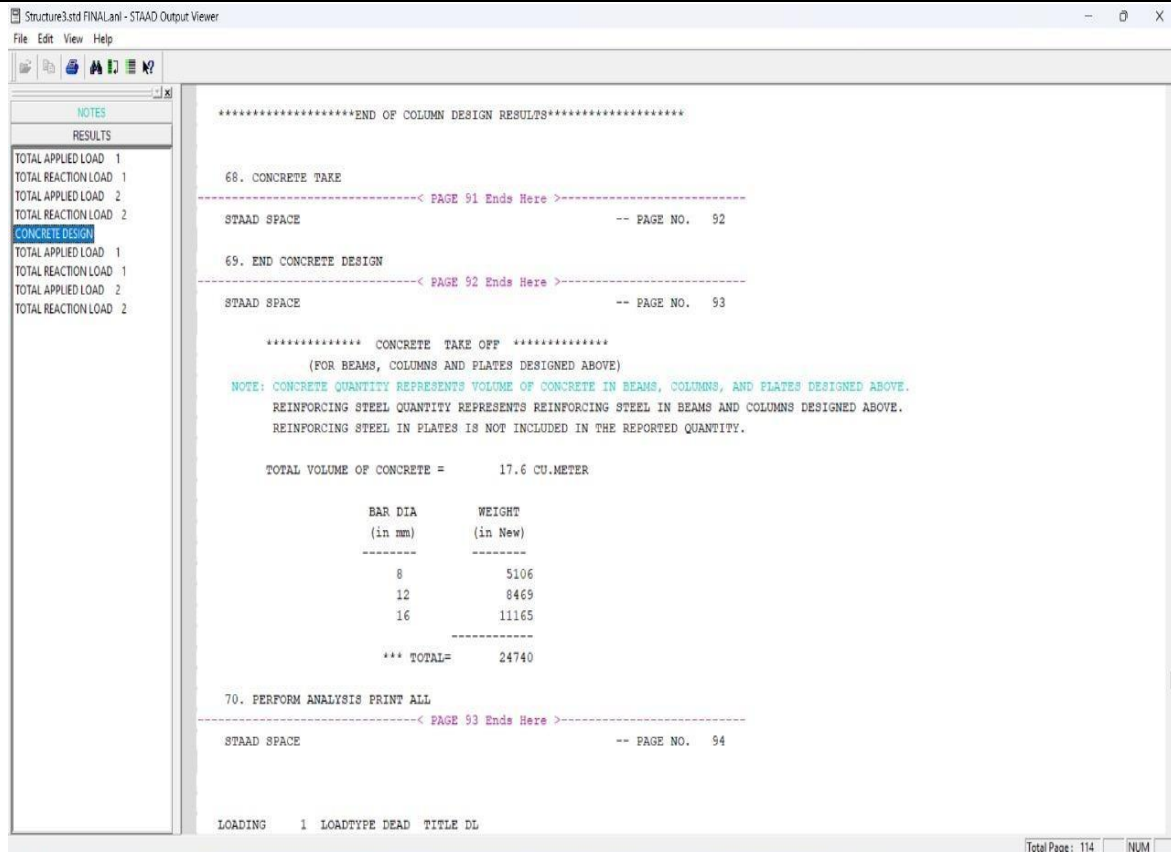 Structure3.std FINAL.anl - STAAD Output Viewer
File Edit View Help
NOTES
RESULTS
TOTAL APPLIED LOAD 1
TOTAL REACTION LOAD 1
TOTAL APPLIED LOAD 2
TOTAL REACTION LOAD 2
CONCRETE DESIGN
TOTAL APPLIED LOAD 1
TOTAL REACTION LOAD 1
TOTAL APPLIED LOAD 2
TOTAL REACTION LOAD 2
********************END OF COLUMN DESIGN RESULTS********************
68. CONCRETE TAKE
--------------------------------< PAGE 91 Ends Here >---------------------------
STAAD SPACE -- PAGE NO. 92
69. END CONCRETE DESIGN
--------------------------------< PAGE 92 Ends Here >---------------------------
STAAD SPACE -- PAGE NO. 93
************** CONCRETE TAKE OFF **************
(FOR BEAMS, COLUMNS AND PLATES DESIGNED ABOVE)
NOTE: CONCRETE QUANTITY REPRESENTS VOLUME OF CONCRETE IN BEAMS, COLUMNS, AND PLATES DESIGNED ABOVE.
REINFORCING STEEL QUANTITY REPRESENTS REINFORCING STEEL IN BEAMS AND COLUMNS DESIGNED ABOVE.
REINFORCING STEEL IN PLATES IS NOT INCLUDED IN THE REPORTED QUANTITY.
TOTAL VOLUME OF CONCRETE = 17.6 CU.METER
BAR DIA WEIGHT
(in mm) (in New)
-------- --------
8 5106
12 8469
16 11165
------------
*** TOTAL= 24740
70. PERFORM ANALYSIS PRINT ALL
--------------------------------< PAGE 93 Ends Here >---------------------------
STAAD SPACE -- PAGE NO. 94
LOADING 1 LOADTYPE DEAD TITLE DL
Total Page : 114 NUM